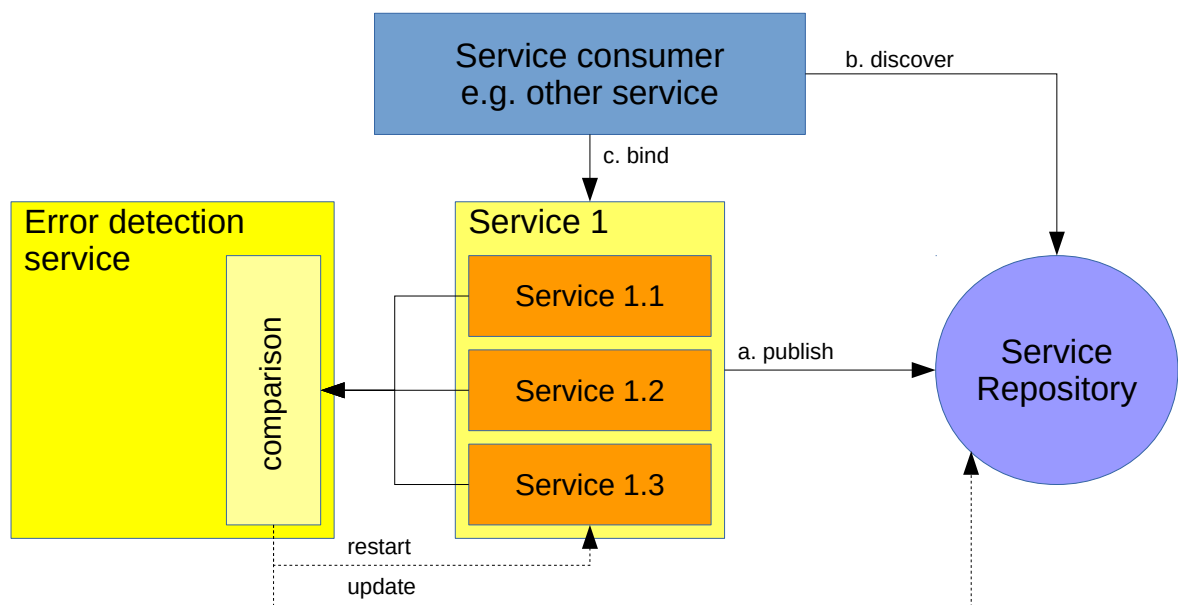 Service consumer
e.g. other service
b. discover
c. bind
Error detection
service
comparison
Service 1
Service 1.1
Service 1.2
Service 1.3
a. publish
Service
Repository
restart
update